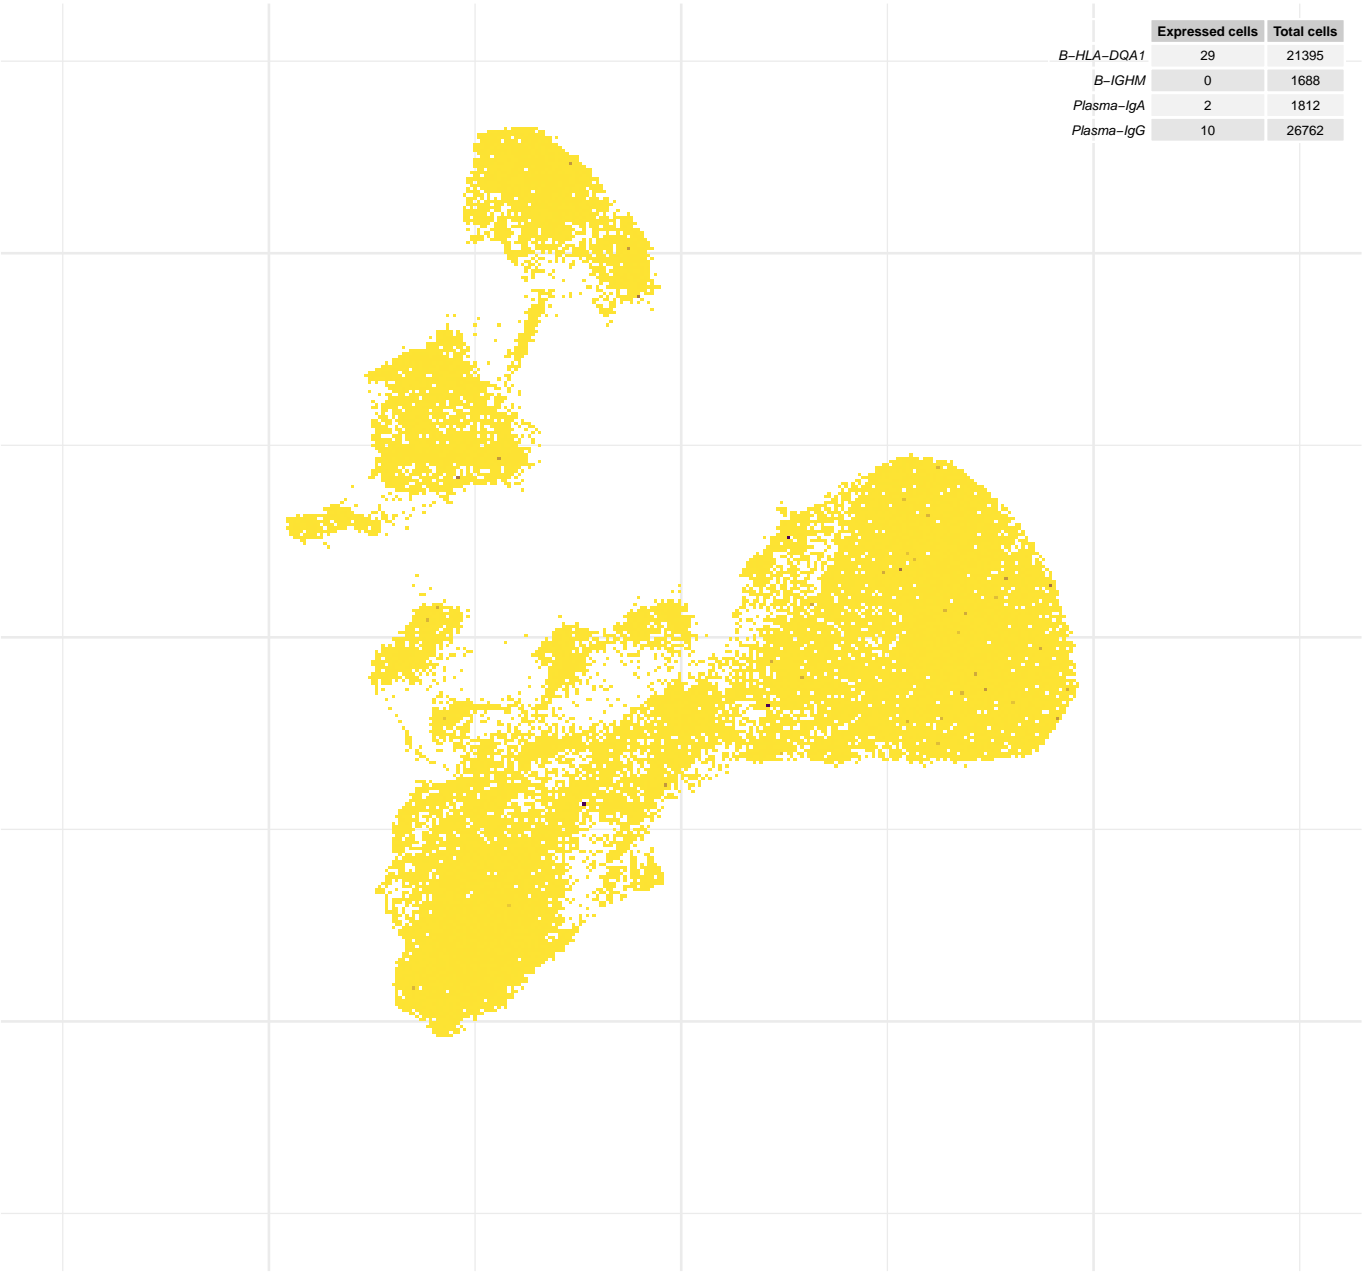 Expressed cells Total cells
B−HLA−DQA1 29 21395
B−IGHM 0 1688
Plasma−IgA 2 1812
Plasma−IgG 10 26762